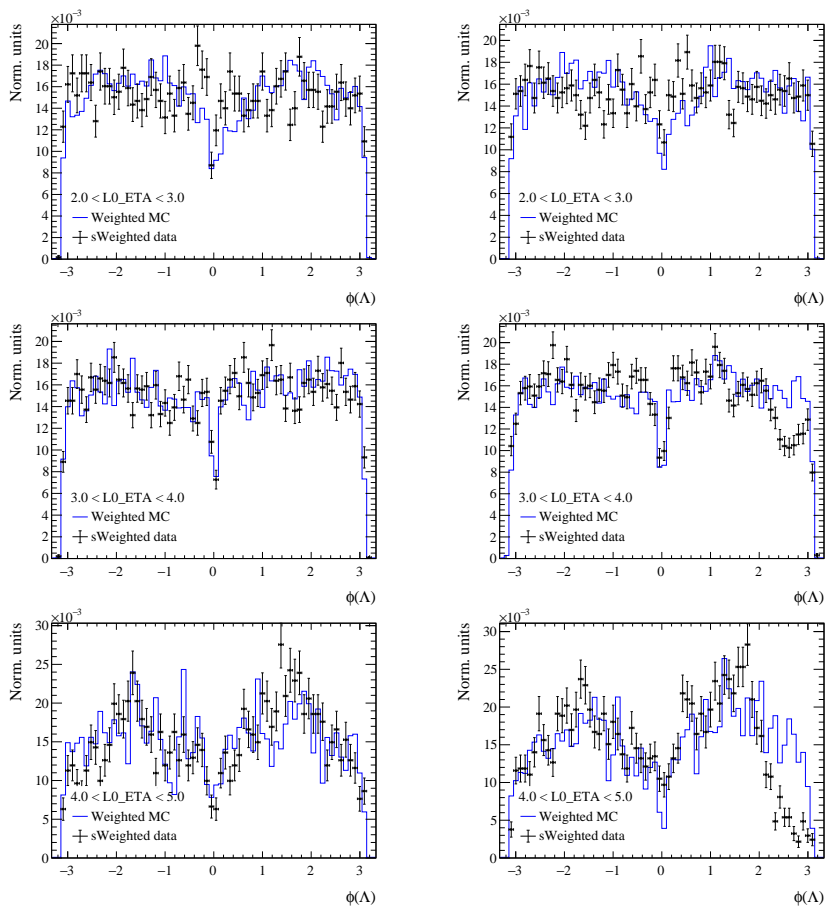 ×10⁻³
Norm. units
20
18
16
14
12
10
8
6
4
2
0
2.0 < L0_ETA < 3.0
Weighted MC
sWeighted data
−3 −2 −1 0 1 2 3
ϕ(Λ)
×10⁻³
Norm. units
20
18
16
14
12
10
8
6
4
2
0
2.0 < L0_ETA < 3.0
Weighted MC
sWeighted data
−3 −2 −1 0 1 2 3
ϕ(Λ)
×10⁻³
Norm. units
20
18
16
14
12
10
8
6
4
2
0
3.0 < L0_ETA < 4.0
Weighted MC
sWeighted data
−3 −2 −1 0 1 2 3
ϕ(Λ)
×10⁻³
Norm. units
20
18
16
14
12
10
8
6
4
2
0
3.0 < L0_ETA < 4.0
Weighted MC
sWeighted data
−3 −2 −1 0 1 2 3
ϕ(Λ)
×10⁻³
Norm. units
30
25
20
15
10
5
0
4.0 < L0_ETA < 5.0
Weighted MC
sWeighted data
−3 −2 −1 0 1 2 3
ϕ(Λ)
×10⁻³
Norm. units
30
25
20
15
10
5
0
4.0 < L0_ETA < 5.0
Weighted MC
sWeighted data
−3 −2 −1 0 1 2 3
ϕ(Λ)